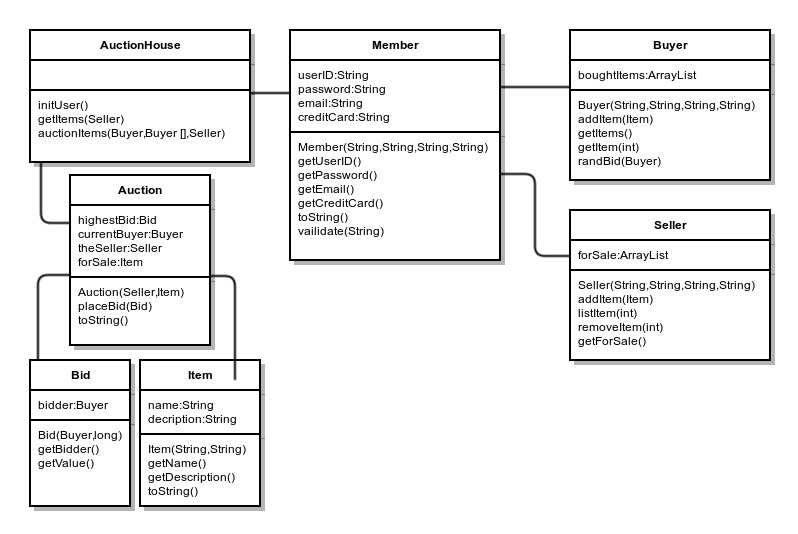 AuctionHouse
initUser()
getItems(Seller)
auctionItems(Buyer,Buyer [],Seller)
Member
userID:String
password:String
email:String
creditCard:String
Member(String,String,String,String)
getUserID()
getPassword()
getEmail()
getCreditCard()
toString()
vailidate(String)
Buyer
boughtItems:ArrayList
Buyer(String,String,String,String)
addItem(Item)
getItems()
getItem(int)
randBid(Buyer)
Auction
highestBid:Bid
currentBuyer:Buyer
theSeller:Seller
forSale:Item
Auction(Seller,Item)
placeBid(Bid)
toString()
Seller
forSale:ArrayList
Seller(String,String,String,String)
addItem(Item)
listItem(int)
removeItem(int)
getForSale()
Bid
bidder:Buyer
Bid(Buyer,long)
getBidder()
getValue()
Item
name:String
decription:String
Item(String,String)
getName()
getDescription()
toString()